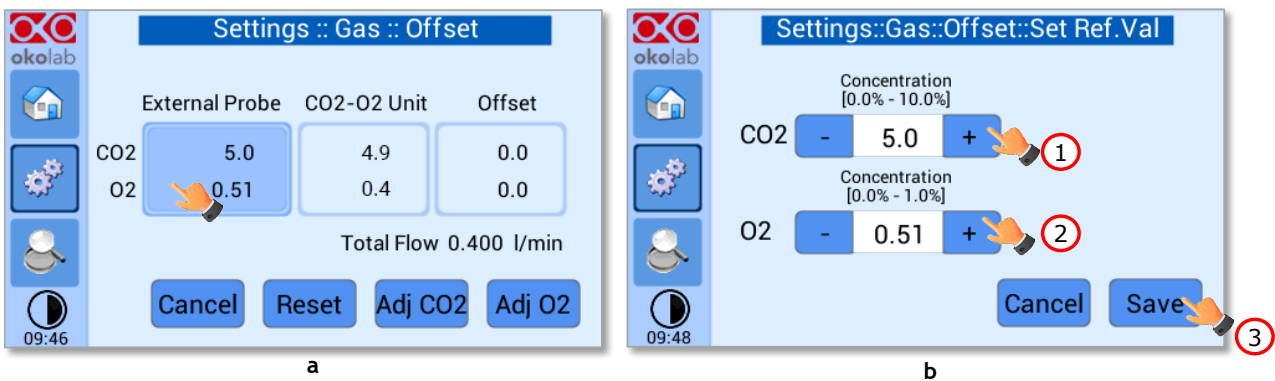 Settings :: Gas :: Offset
okolab
External Probe CO2-O2 Unit Offset
CO2 5.0 4.9 0.0
O2 0.51 0.4 0.0
Total Flow 0.400 l/min
Cancel Reset Adj CO2 Adj O2
09:46
a
Settings::Gas::Offset::Set Ref.Val
okolab
Concentration
[0.0% - 10.0%]
CO2 - 5.0 + 1
Concentration
[0.0% - 1.0%]
O2 - 0.51 + 2
Cancel Save
3
09:48
b